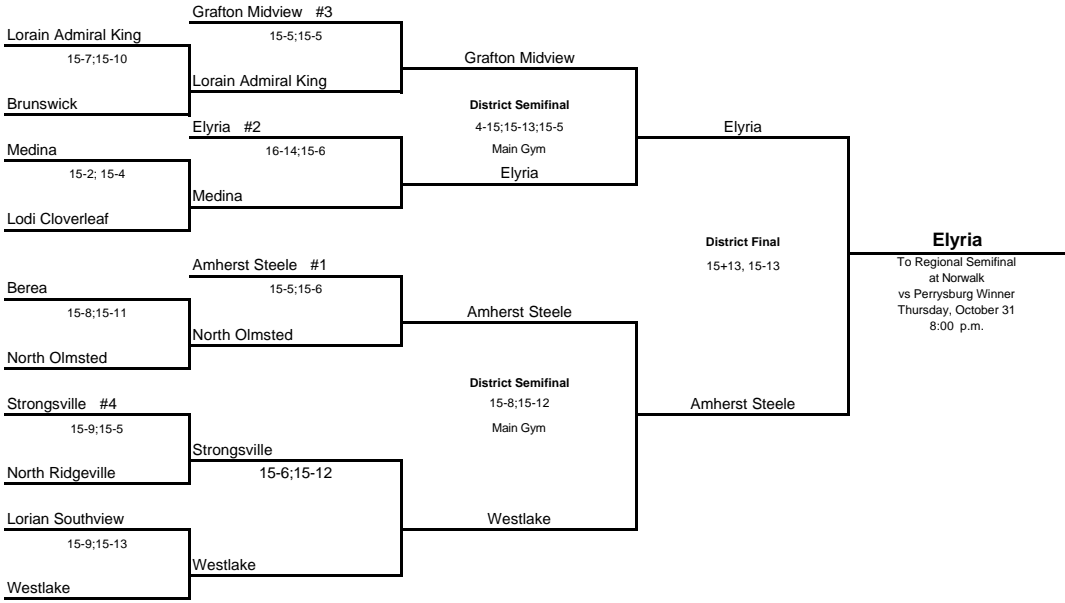 Grafton Midview #3
Lorain Admiral King
15-5;15-5
15-7;15-10
Grafton Midview
Lorain Admiral King
Brunswick
District Semifinal
4-15;15-13;15-5
Elyria #2
Elyria
Medina
16-14;15-6
Main Gym
15-2; 15-4
Elyria
Medina
Lodi Cloverleaf
District Final
Elyria
Amherst Steele #1
15+13, 15-13
To Regional Semifinal
at Norwalk
vs Perrysburg Winner
Thursday, October 31
8:00 p.m.
Berea
15-5;15-6
15-8;15-11
Amherst Steele
North Olmsted
North Olmsted
District Semifinal
Strongsville #4
15-8;15-12
Amherst Steele
15-9;15-5
Main Gym
Strongsville
North Ridgeville
15-6;15-12
Lorian Southview
Westlake
15-9;15-13
Westlake
Westlake